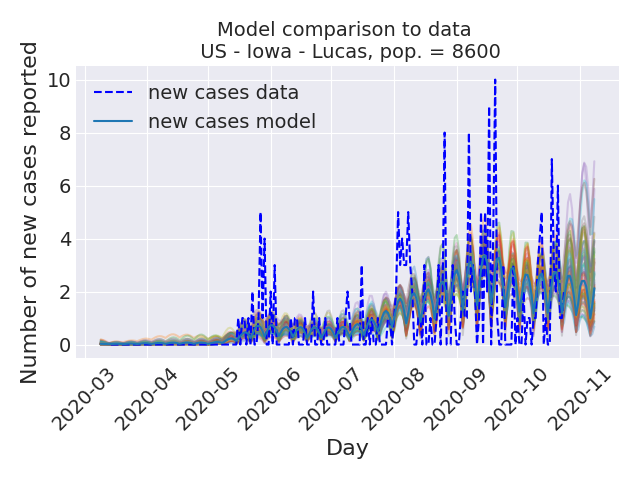 Model comparison to data
US - Iowa - Lucas, pop. = 8600
Number of new cases reported
10
8
6
4
2
0
new cases data
new cases model
2020-03
2020-04
2020-05
2020-06
2020-07
2020-08
2020-09
2020-10
2020-11
Day